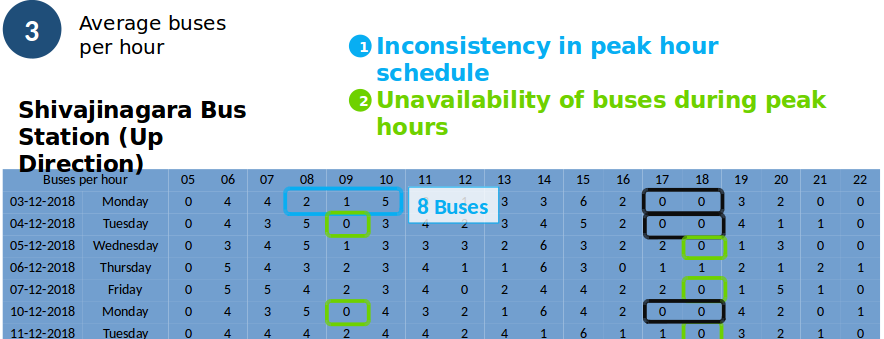 3
Average buses
per hour
1 Inconsistency in peak hour
schedule
2 Unavailability of buses during peak
hours
Shivajinagara Bus
Station (Up
Direction)
Buses per hour 05 06 07 08 09 10 11 12 13 14 15 16 17 18 19 20 21 22
03-12-2018 Monday 0 4 4 2 1 5 8 Buses 3 3 6 2 0 0 3 2 0 0
04-12-2018 Tuesday 0 4 3 5 0 3 4 2 3 4 5 2 0 0 4 1 1 0
05-12-2018 Wednesday 0 3 4 5 1 3 3 3 2 6 3 2 2 0 1 3 0 0
06-12-2018 Thursday 0 5 4 3 2 3 4 1 1 6 3 0 1 1 2 1 2 1
07-12-2018 Friday 0 5 5 4 2 3 4 0 2 4 4 2 2 0 1 5 1 0
10-12-2018 Monday 0 4 3 5 0 4 3 2 1 6 4 2 0 0 4 2 0 1
11-12-2018 Tuesday 0 4 4 4 2 4 4 2 4 1 6 1 1 0 3 2 1 0